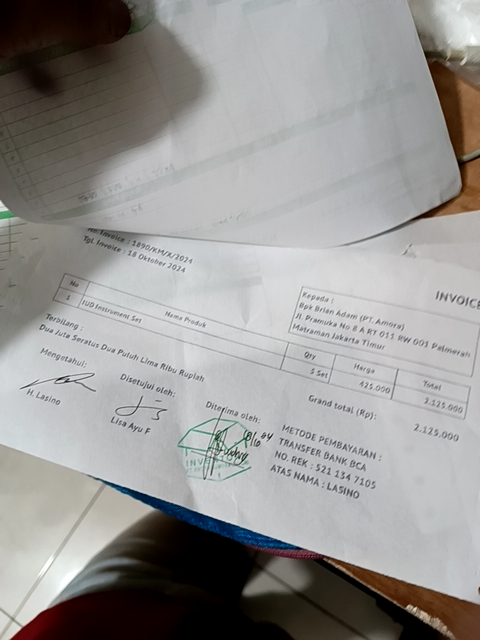 INVOICE
No. Invoice : 1890/KM/X/2024
Tgl. Invoice : 18 Oktober 2024
Kepada :
Bpk Brian Adam (PT. Amora)
Jl. Pramuka No 8 A RT 011 RW 001 Palmeriah
Matraman Jakarta Timur
No Nama Produk Qty Harga Total
1 IUD Instrument Set 5 Set 425.000 2.125.000
Grand total (Rp): 2.125.000
Terbilang :
Dua Juta Seratus Dua Puluh Lima Ribu Rupiah
Mengetahui:
H. Lasino
Disetujui oleh:
Lisa Ayu F
Diterima oleh:
METODE PEMBAYARAN :
TRANSFER BANK BCA
NO. REK : 521 134 7105
ATAS NAMA : LASINO